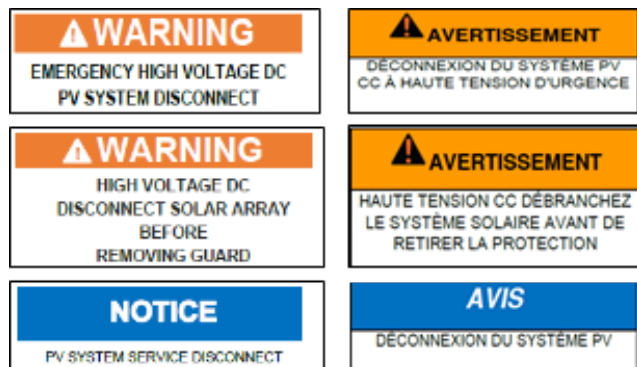 WARNING
EMERGENCY HIGH VOLTAGE DC
PV SYSTEM DISCONNECT
AVERTISSEMENT
DÉCONNEXION DU SYSTÈME PV
CC À HAUTE TENSION D'URGENCE
WARNING
HIGH VOLTAGE DC
DISCONNECT SOLAR ARRAY
BEFORE
REMOVING GUARD
AVERTISSEMENT
HAUTE TENSION CC DÉBRANCHEZ
LE SYSTÈME SOLAIRE AVANT DE
RETIRER LA PROTECTION
NOTICE
PV SYSTEM SERVICE DISCONNECT
AVIS
DÉCONNEXION DU SYSTÈME PV